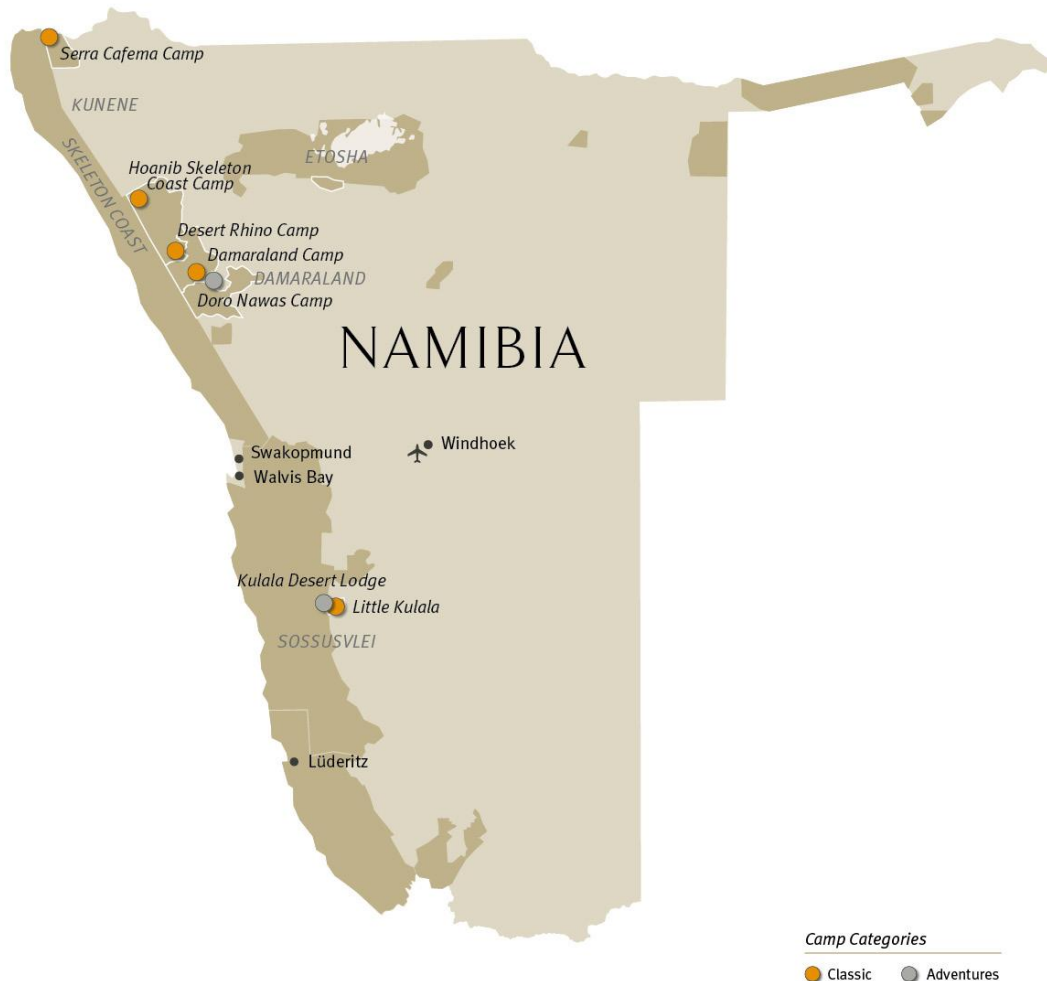 Serra Cafema Camp
KUNENE
SKELETON COAST
ETOSHA
Hoanib Skeleton
Coast Camp
Desert Rhino Camp
Damaraland Camp
DAMARALAND
Doro Nawas Camp
NAMIBIA
Windhoek
Swakopmund
Walvis Bay
Kulala Desert Lodge
Little Kulala
SOSSUSVLEI
Lüderitz
Camp Categories
Classic Adventures